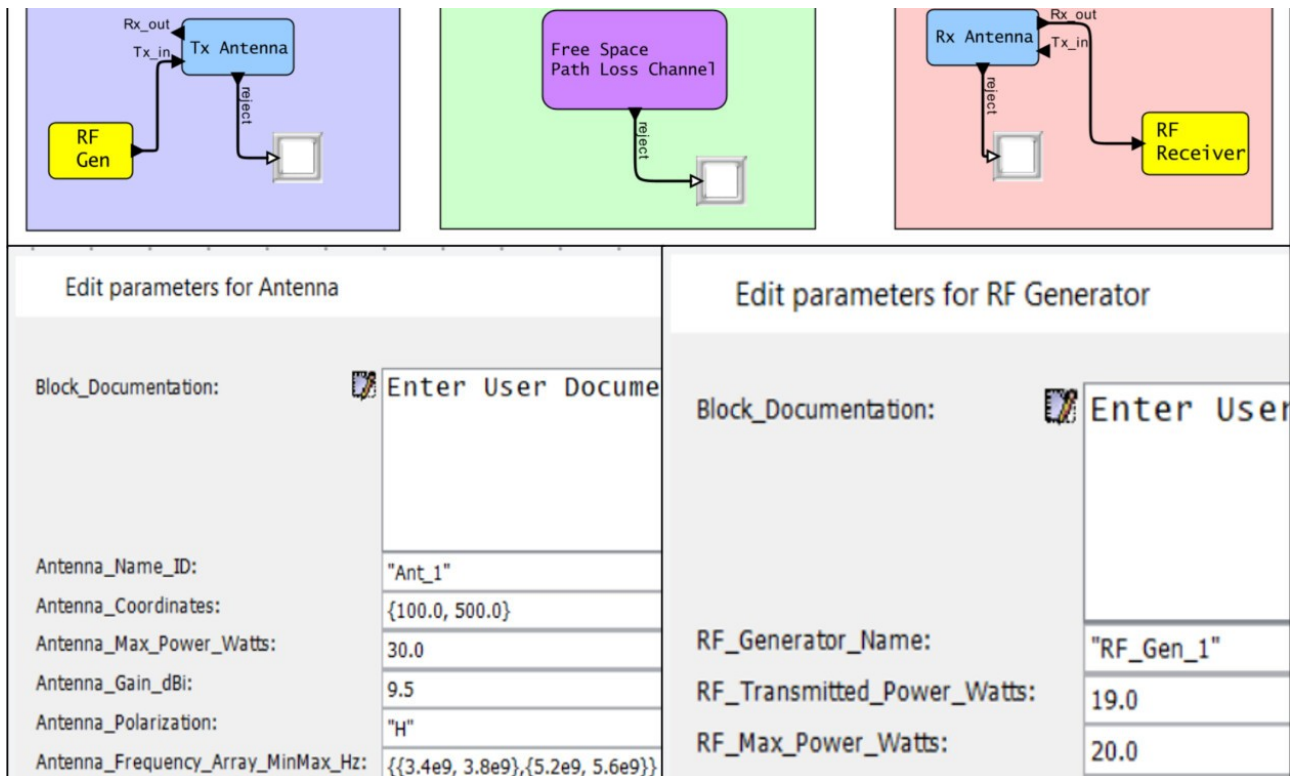 Rx_out
Tx_in
Tx Antenna
reject
RF
Gen
Free Space
Path Loss Channel
reject
Rx_out
Rx Antenna
Tx_in
reject
RF
Receiver
Edit parameters for Antenna
Block_Documentation:
Enter User Docume
Antenna_Name_ID:
"Ant_1"
Antenna_Coordinates:
{100.0, 500.0}
Antenna_Max_Power_Watts:
30.0
Antenna_Gain_dBi:
9.5
Antenna_Polarization:
"H"
Antenna_Frequency_Array_MinMax_Hz:
{{3.4e9, 3.8e9},{5.2e9, 5.6e9}}
Edit parameters for RF Generator
Block_Documentation:
Enter User
RF_Generator_Name:
"RF_Gen_1"
RF_Transmitted_Power_Watts:
19.0
RF_Max_Power_Watts:
20.0